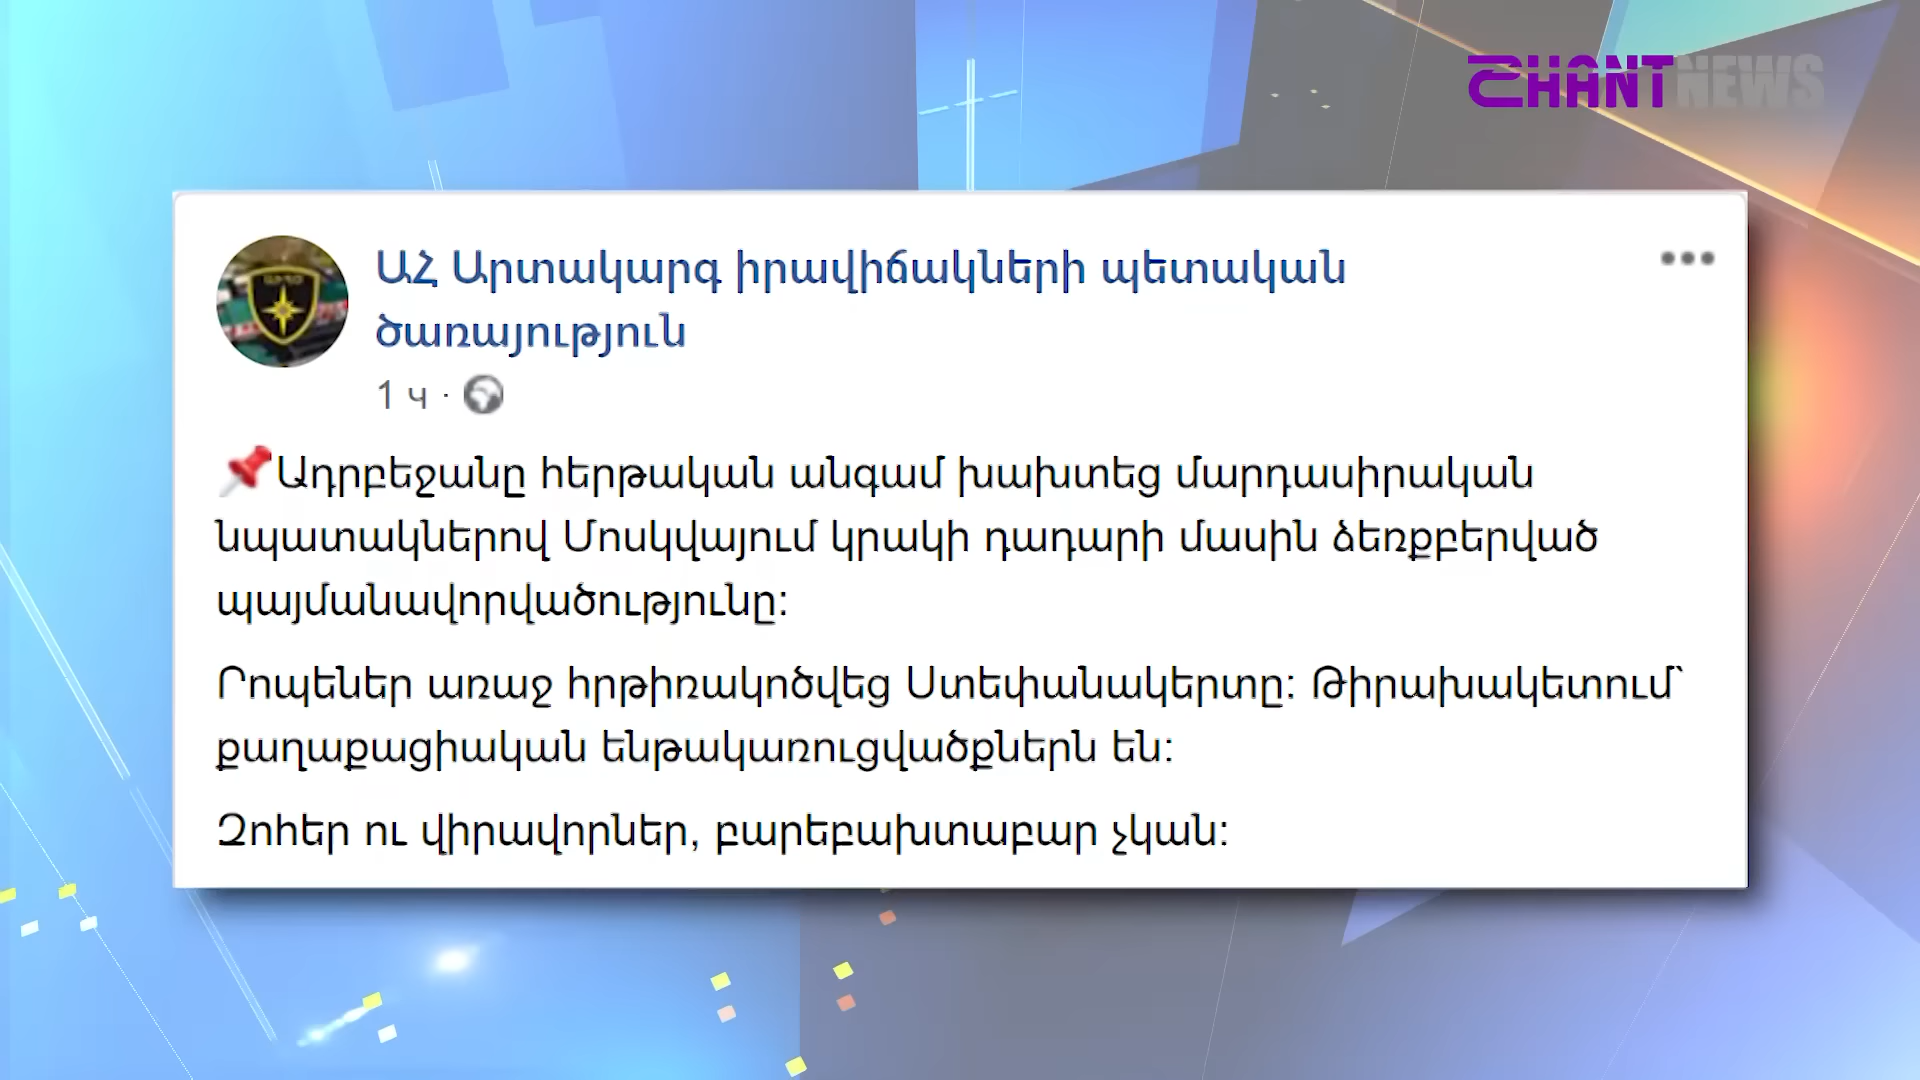 SHANT NEWS
ԱՀ Արտակարգ իրավիճակների պետական
ծառայություն
1 ч ·
📌Ադրբեջանը հերթական անգամ խախտեց մարդասիրական
նպատակներով Մոսկվայում կրակի դադարի մասին ձեռքբերված
պայմանավորվածությունը:
Րոպեներ առաջ հրթիռակոծվեց Ստեփանակերտը: Թիրախակետում՝
քաղաքացիական ենթակառուցվածքներն են:
Զոհեր ու վիրավորներ, բարեբախտաբար չկան: